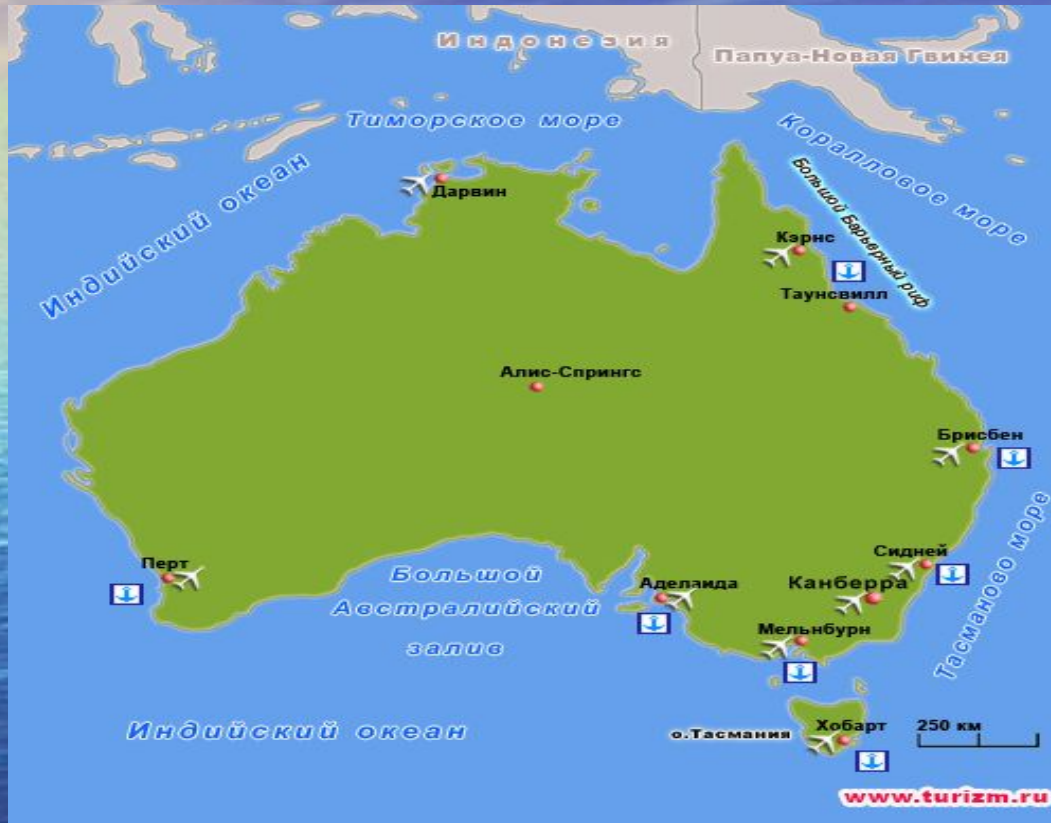 Индонезия
Папуа-Новая Гвинея
Тиморское море
Коралловое море
Индийский океан
Большой Барьерный риф
Дарвин
Кэрнс
Таунсвилл
Алис-Спрингс
Брисбен
Тасманово море
Сидней
Перт
Большой
Австралийский
залив
Аделаида
Канберра
Мельнбурн
Индийский океан
о.Тасмания
Хобарт
250 км
www.turizm.ru